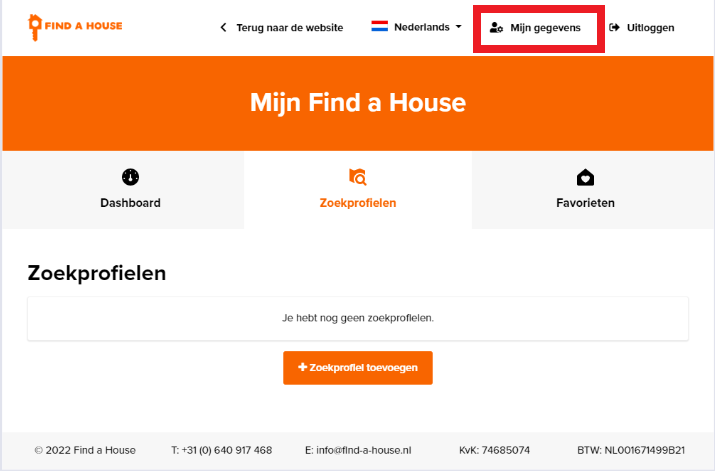 FIND A HOUSE
Terug naar de website
Nederlands
Mijn gegevens
Uitloggen
Mijn Find a House
Dashboard
Zoekprofielen
Favorieten
Zoekprofielen
Je hebt nog geen zoekprofielen.
+ Zoekprofiel toevoegen
© 2022 Find a House
T: +31 (0) 640 917 468
E: info@find-a-house.nl
KvK: 74685074
BTW: NL001671499B21